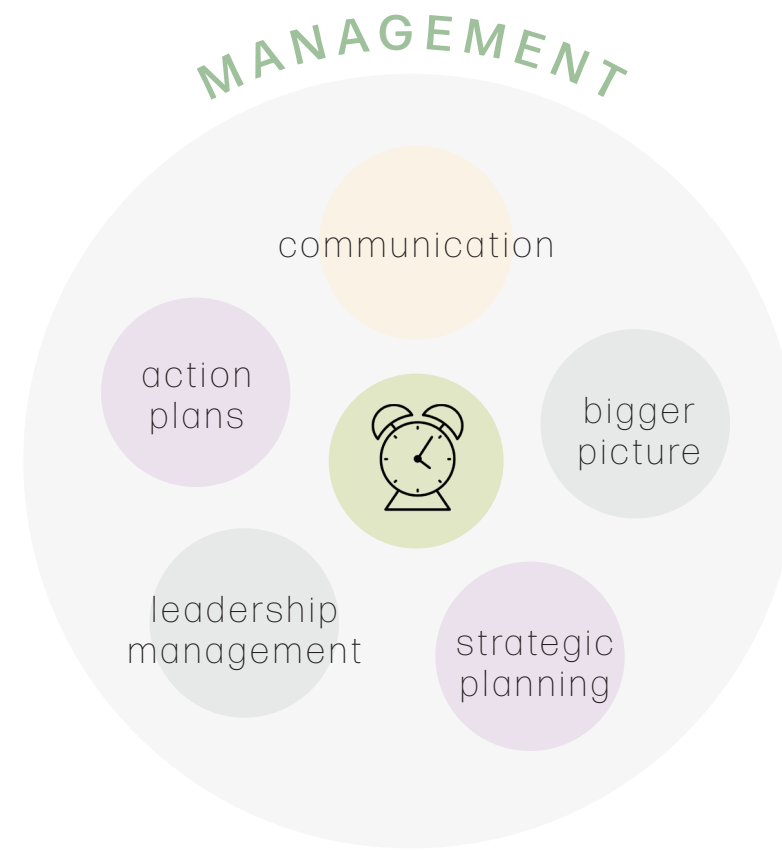 MANAGEMENT
communication
action
plans
bigger
picture
leadership
management
strategic
planning